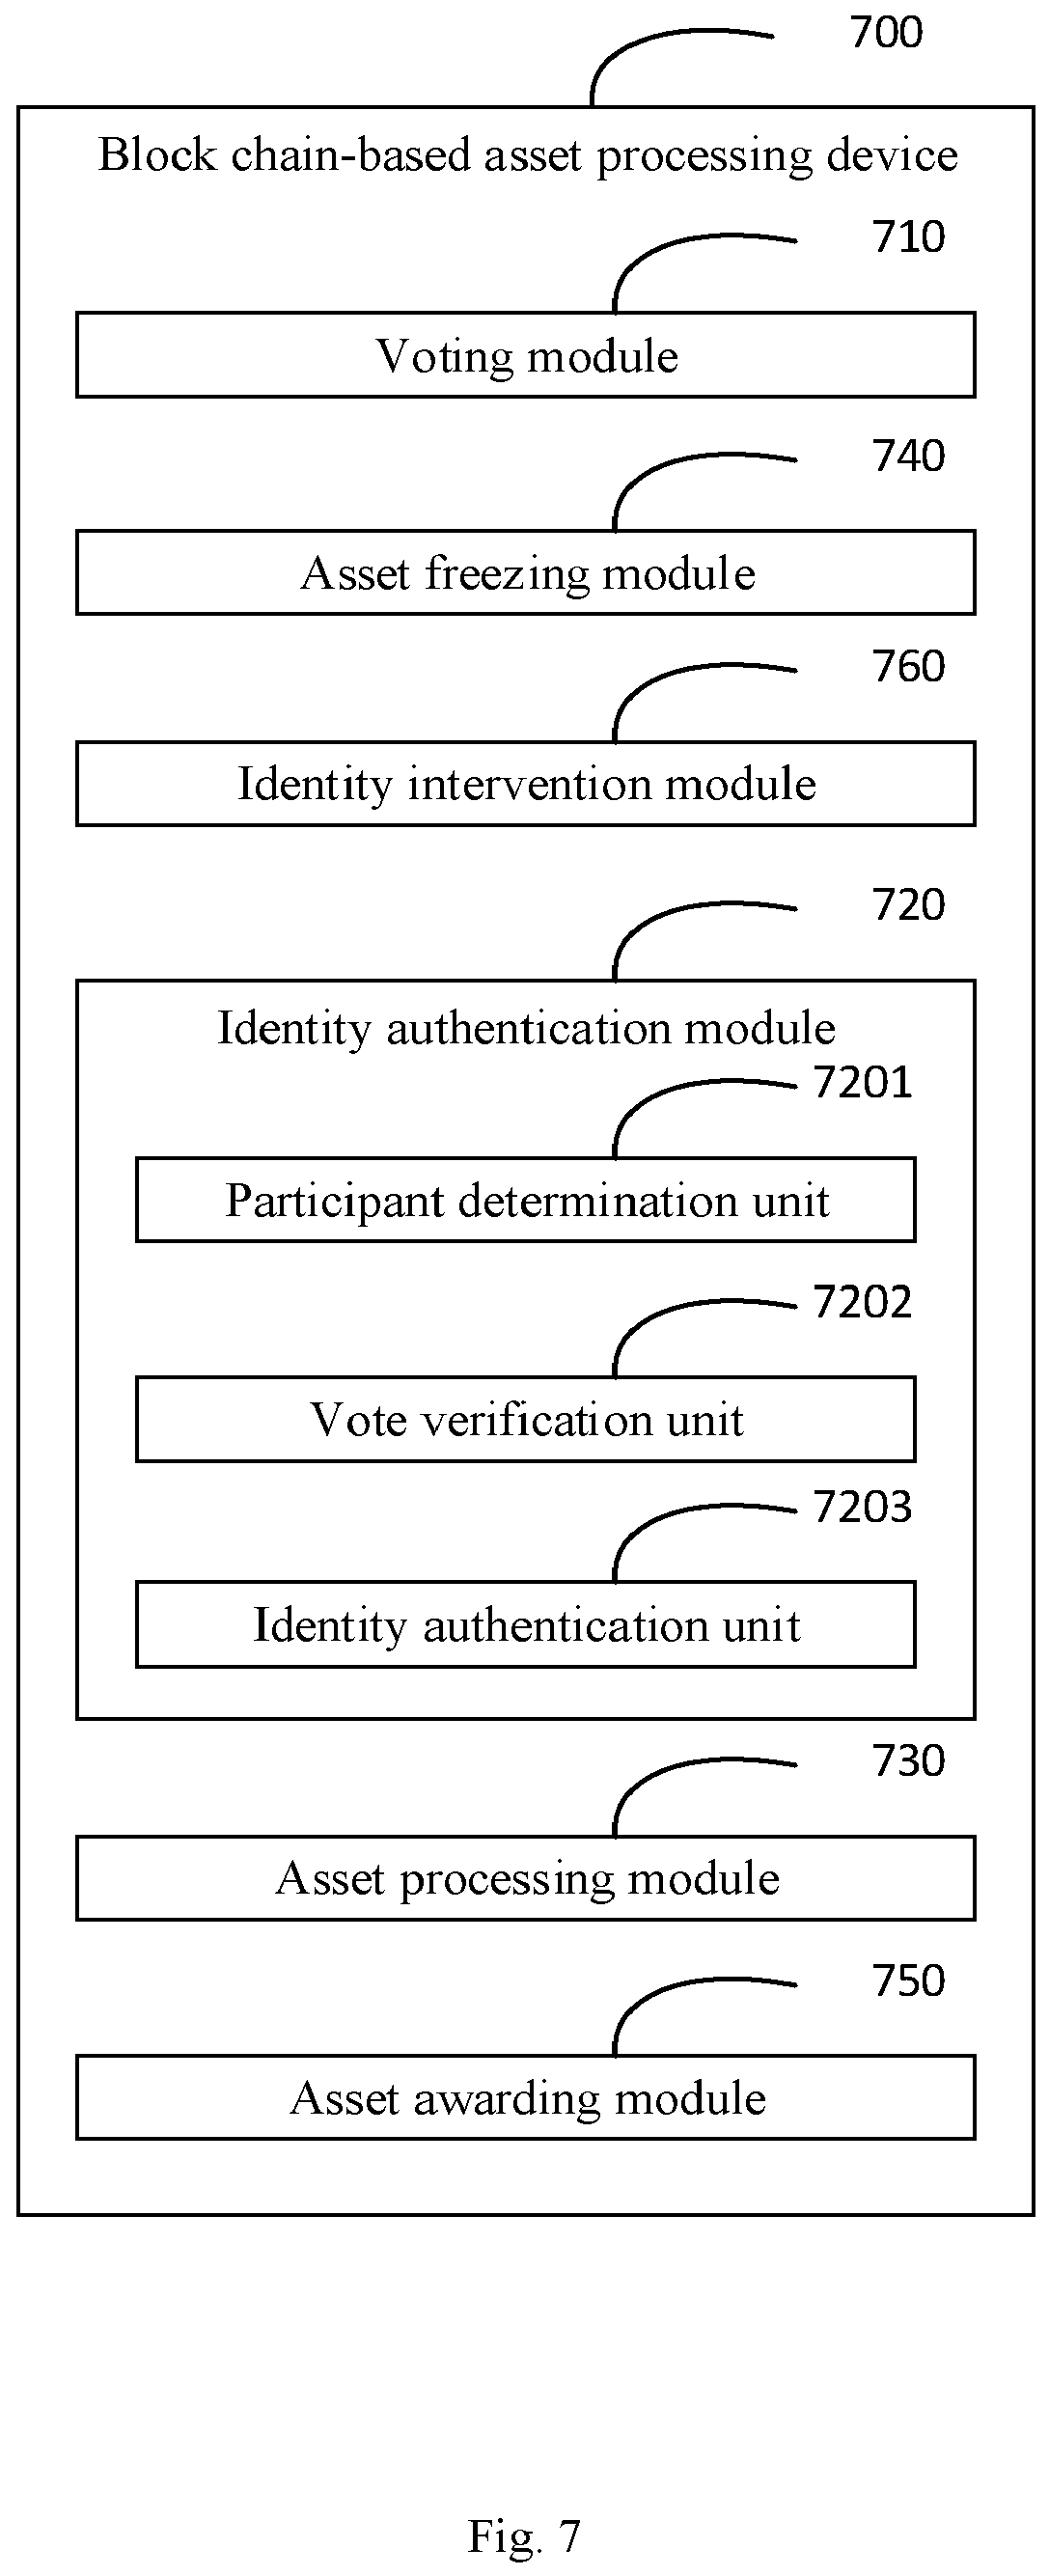 700
Block chain-based asset processing device
710
Voting module
740
Asset freezing module
760
Identity intervention module
720
Identity authentication module
7201
Participant determination unit
7202
Vote verification unit
7203
Identity authentication unit
730
Asset processing module
750
Asset awarding module
Fig. 7